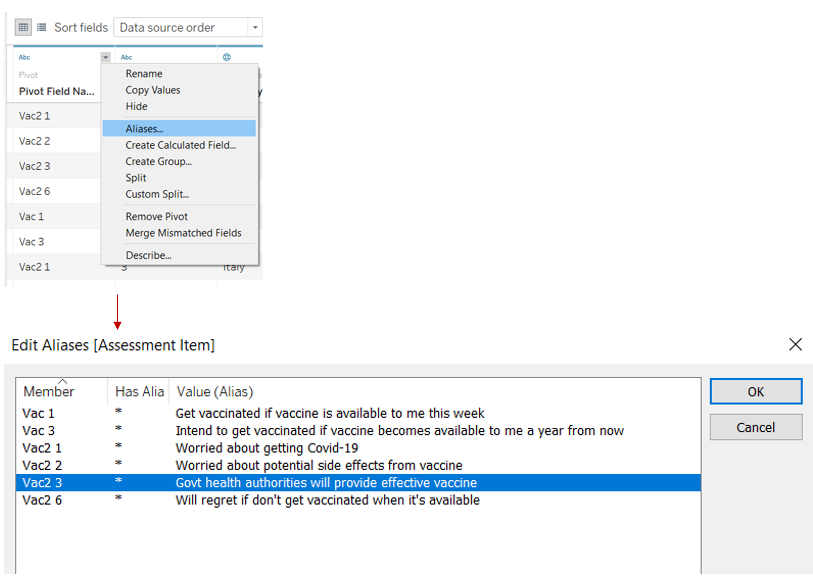 Sort fields Data source order
Abc Abc
Pivot
Pivot Field Na...
Vac2 1
Vac2 2
Vac2 3
Vac2 6
Vac 1
Vac 3
Vac2 1 3 Italy
Rename
Copy Values
Hide
Aliases...
Create Calculated Field...
Create Group...
Split
Custom Split...
Remove Pivot
Merge Mismatched Fields
Describe...
Edit Aliases [Assessment Item]
Member Has Alia Value (Alias)
Vac 1 * Get vaccinated if vaccine is available to me this week
Vac 3 * Intend to get vaccinated if vaccine becomes available to me a year from now
Vac2 1 * Worried about getting Covid-19
Vac2 2 * Worried about potential side effects from vaccine
Vac2 3 * Govt health authorities will provide effective vaccine
Vac2 6 * Will regret if don't get vaccinated when it's available
OK
Cancel